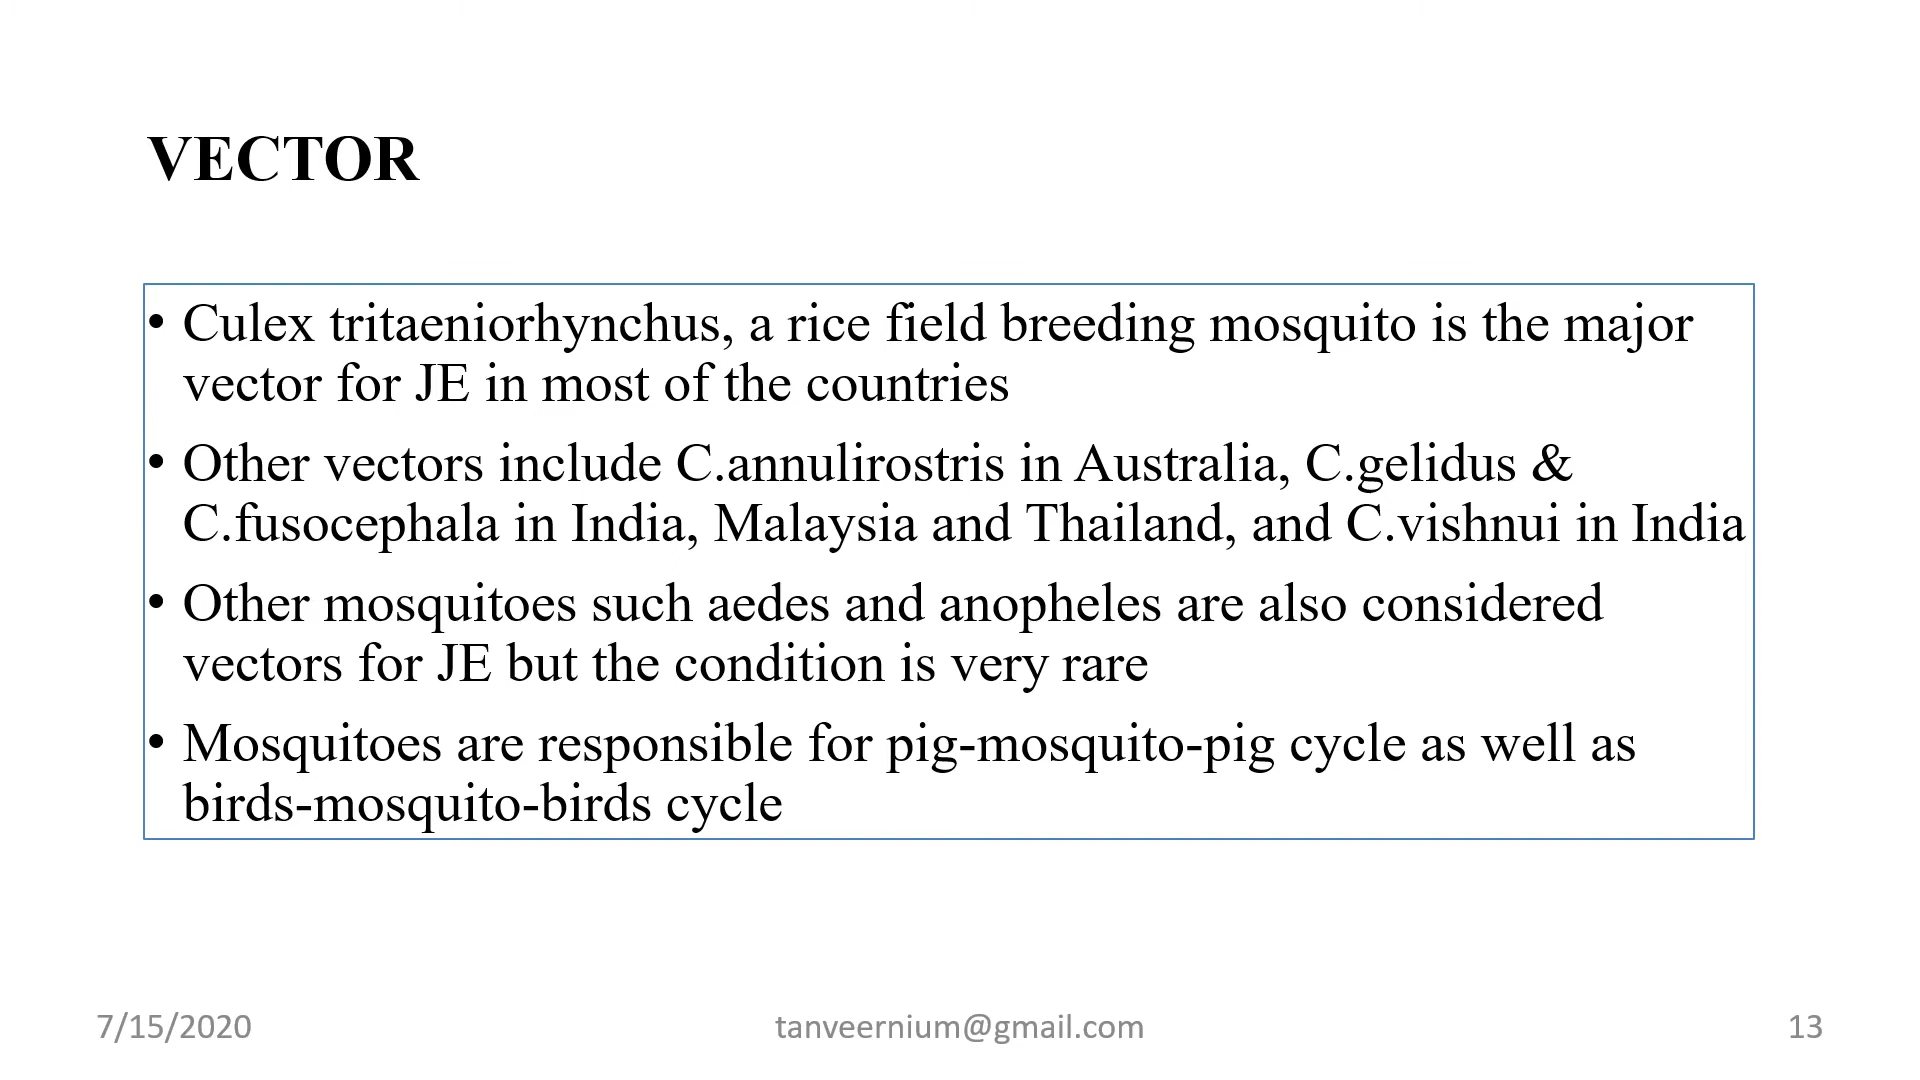 VECTOR
• Culex tritaeniorhynchus, a rice field breeding mosquito is the major
vector for JE in most of the countries
• Other vectors include C.annulirostris in Australia, C.gelidus &
C.fusocephala in India, Malaysia and Thailand, and C.vishnui in India
• Other mosquitoes such aedes and anopheles are also considered
vectors for JE but the condition is very rare
• Mosquitoes are responsible for pig-mosquito-pig cycle as well as
birds-mosquito-birds cycle
7/15/2020
tanveernium@gmail.com
13